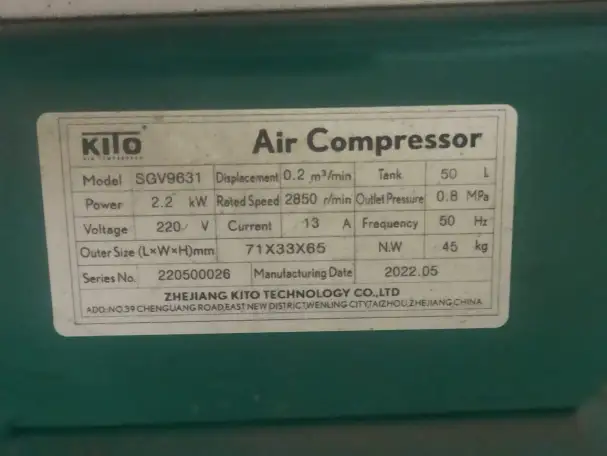 KITO
AIR COMPRESSOR
Air Compressor
Model SGV9631 Displacement 0.2 m³/min Tank 50 L
Power 2.2 kW Rated Speed 2850 r/min Outlet Pressure 0.8 MPa
Voltage 220 V Current 13 A Frequency 50 Hz
Outer Size (L×W×H)mm 71X33X65 N.W 45 kg
Series No. 220500026 Manufacturing Date 2022.05
ZHEJIANG KITO TECHNOLOGY CO.,LTD
ADD:NO.39 CHENGUANG ROAD,EAST NEW DISTRICT,WENLING CITY,TAIZHOU,ZHEJIANG.CHINA